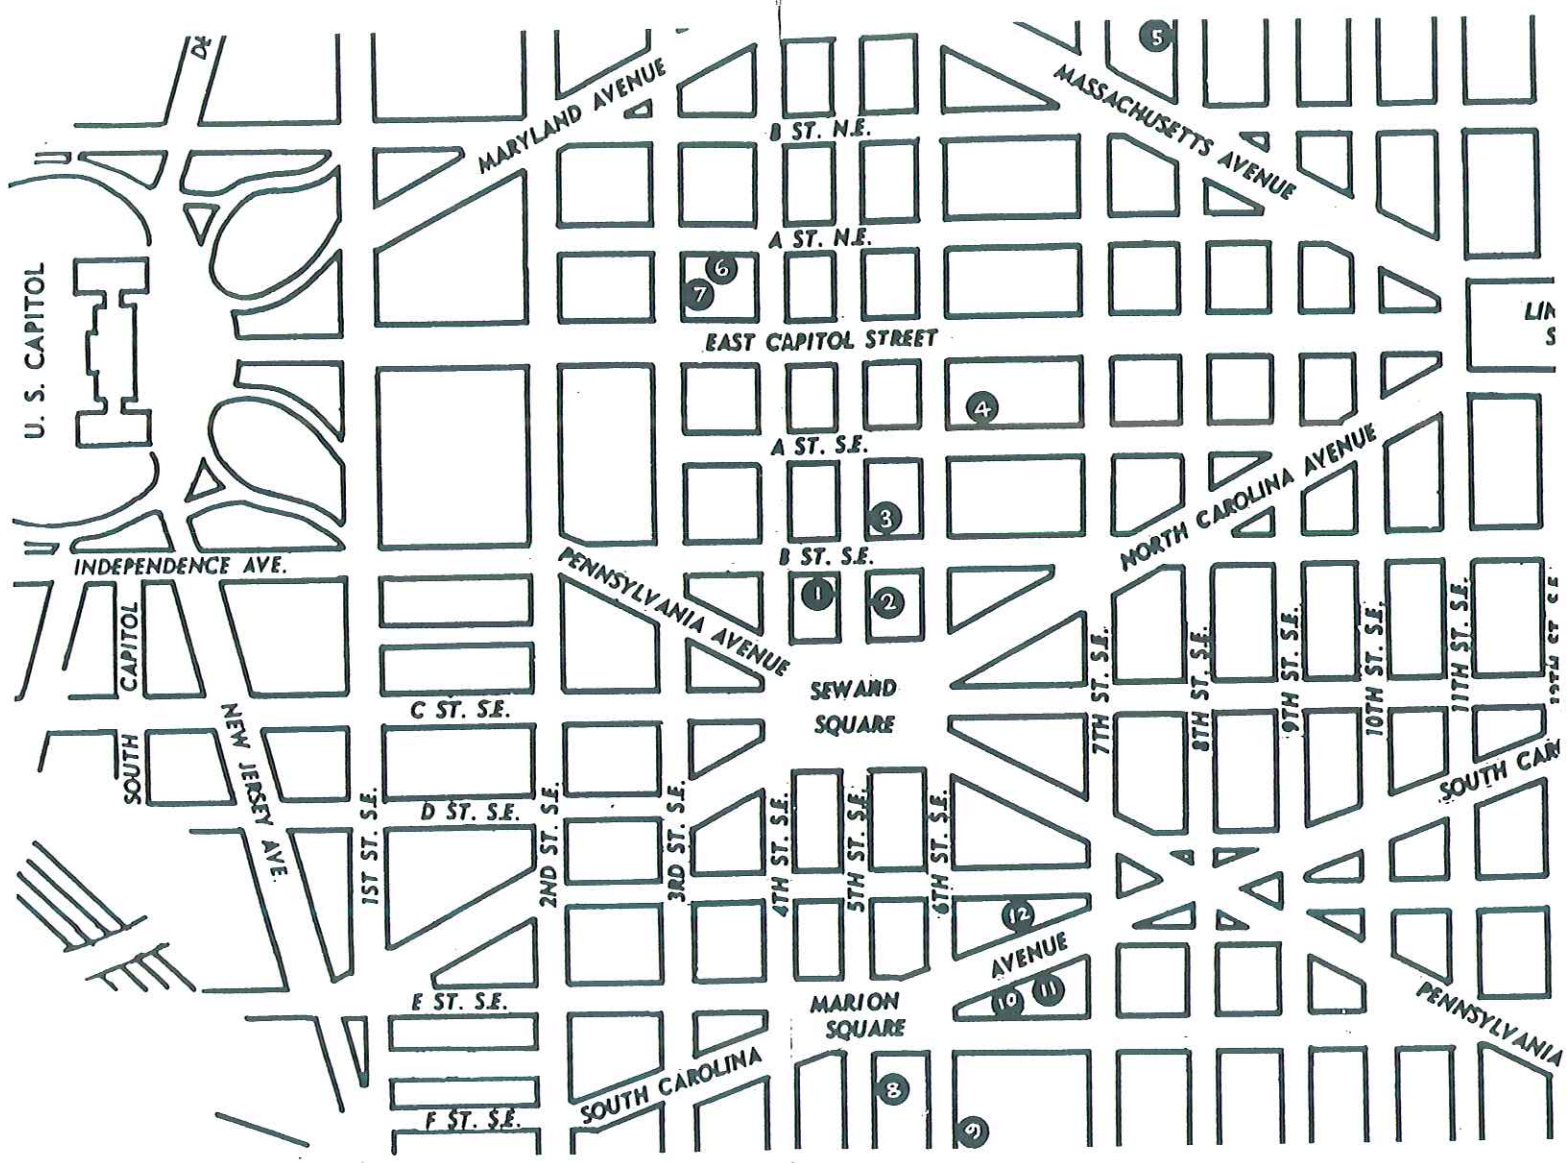 5
MARYLAND AVENUE
MASSACHUSETTS AVENUE
B ST. N.E.
A ST. N.E.
6
7
U. S. CAPITOL
EAST CAPITOL STREET
4
A ST. S.E.
NORTH CAROLINA AVENUE
3
B ST. S.E.
INDEPENDENCE AVE.
PENNSYLVANIA AVENUE
1
2
SOUTH CAPITOL
NEW JERSEY AVE.
SEWARD
SQUARE
C ST. S.E.
7TH ST. S.E.
8TH ST. S.E.
9TH ST. S.E.
10TH ST. S.E.
11TH ST. S.E.
SOUTH CAR
D ST. S.E.
1ST ST. S.E.
2ND ST. S.E.
3RD ST. S.E.
4TH ST. S.E.
5TH ST. S.E.
6TH ST. S.E.
12
AVENUE
10
11
E ST. S.E.
MARION
SQUARE
PENNSYLVANIA
SOUTH CAROLINA
8
F ST. S.E.
9